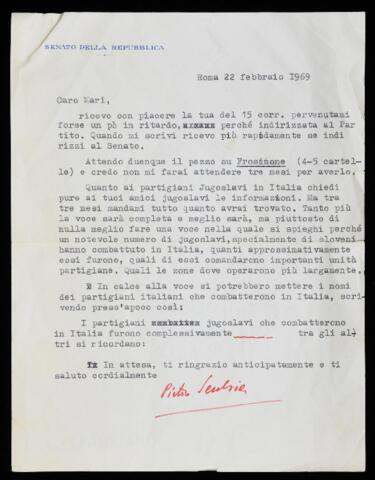 SENATO DELLA REPUBBLICA
Roma 22 febbraio 1969
Caro Mari,
ricevo con piacere la tua del 15 corr. pervenutami
forse un pò in ritardo, perché indirizzata al Par
tito. Quando mi scrivi ricevo più rapidamente se indi
rizzi al Senato.
Attendo duenque il pezzo su Frosinone (4-5 cartel-
le) e credo non mi farai attendere tre mesi per averlo.
Quanto ai partigiani Jugoslavi in Italia chiedi
pure ai tuoi amici jugoslavi le informazioni. Ma tra
tre mesi mandami tutto quanto avrai trovato. Tanto più
la voce sarà completa e meglio sarà, ma piuttosto di
nulla meglio fare una voce nella quale si spieghi perché
un notevole numero di jugoslavi, specialmente di sloveni
hanno combattuto in Italia, quanti approssimativamente
essi furono, quali di essi comandarono importanti unità
partigiane. Quali le zone dove operarono più largamente.
In calce alla voce si potrebbero mettere i nomi
dei partigiani italiani che combatterono in Italia, scri-
vendo press'apoco così:
I partigiani jugoslavi che combatterono
in Italia furono complessivamente ______ tra gli al-
tri si ricordano:
In attesa, ti ringrazio anticipatamente e ti
saluto cordialmente
Pietro Secchia